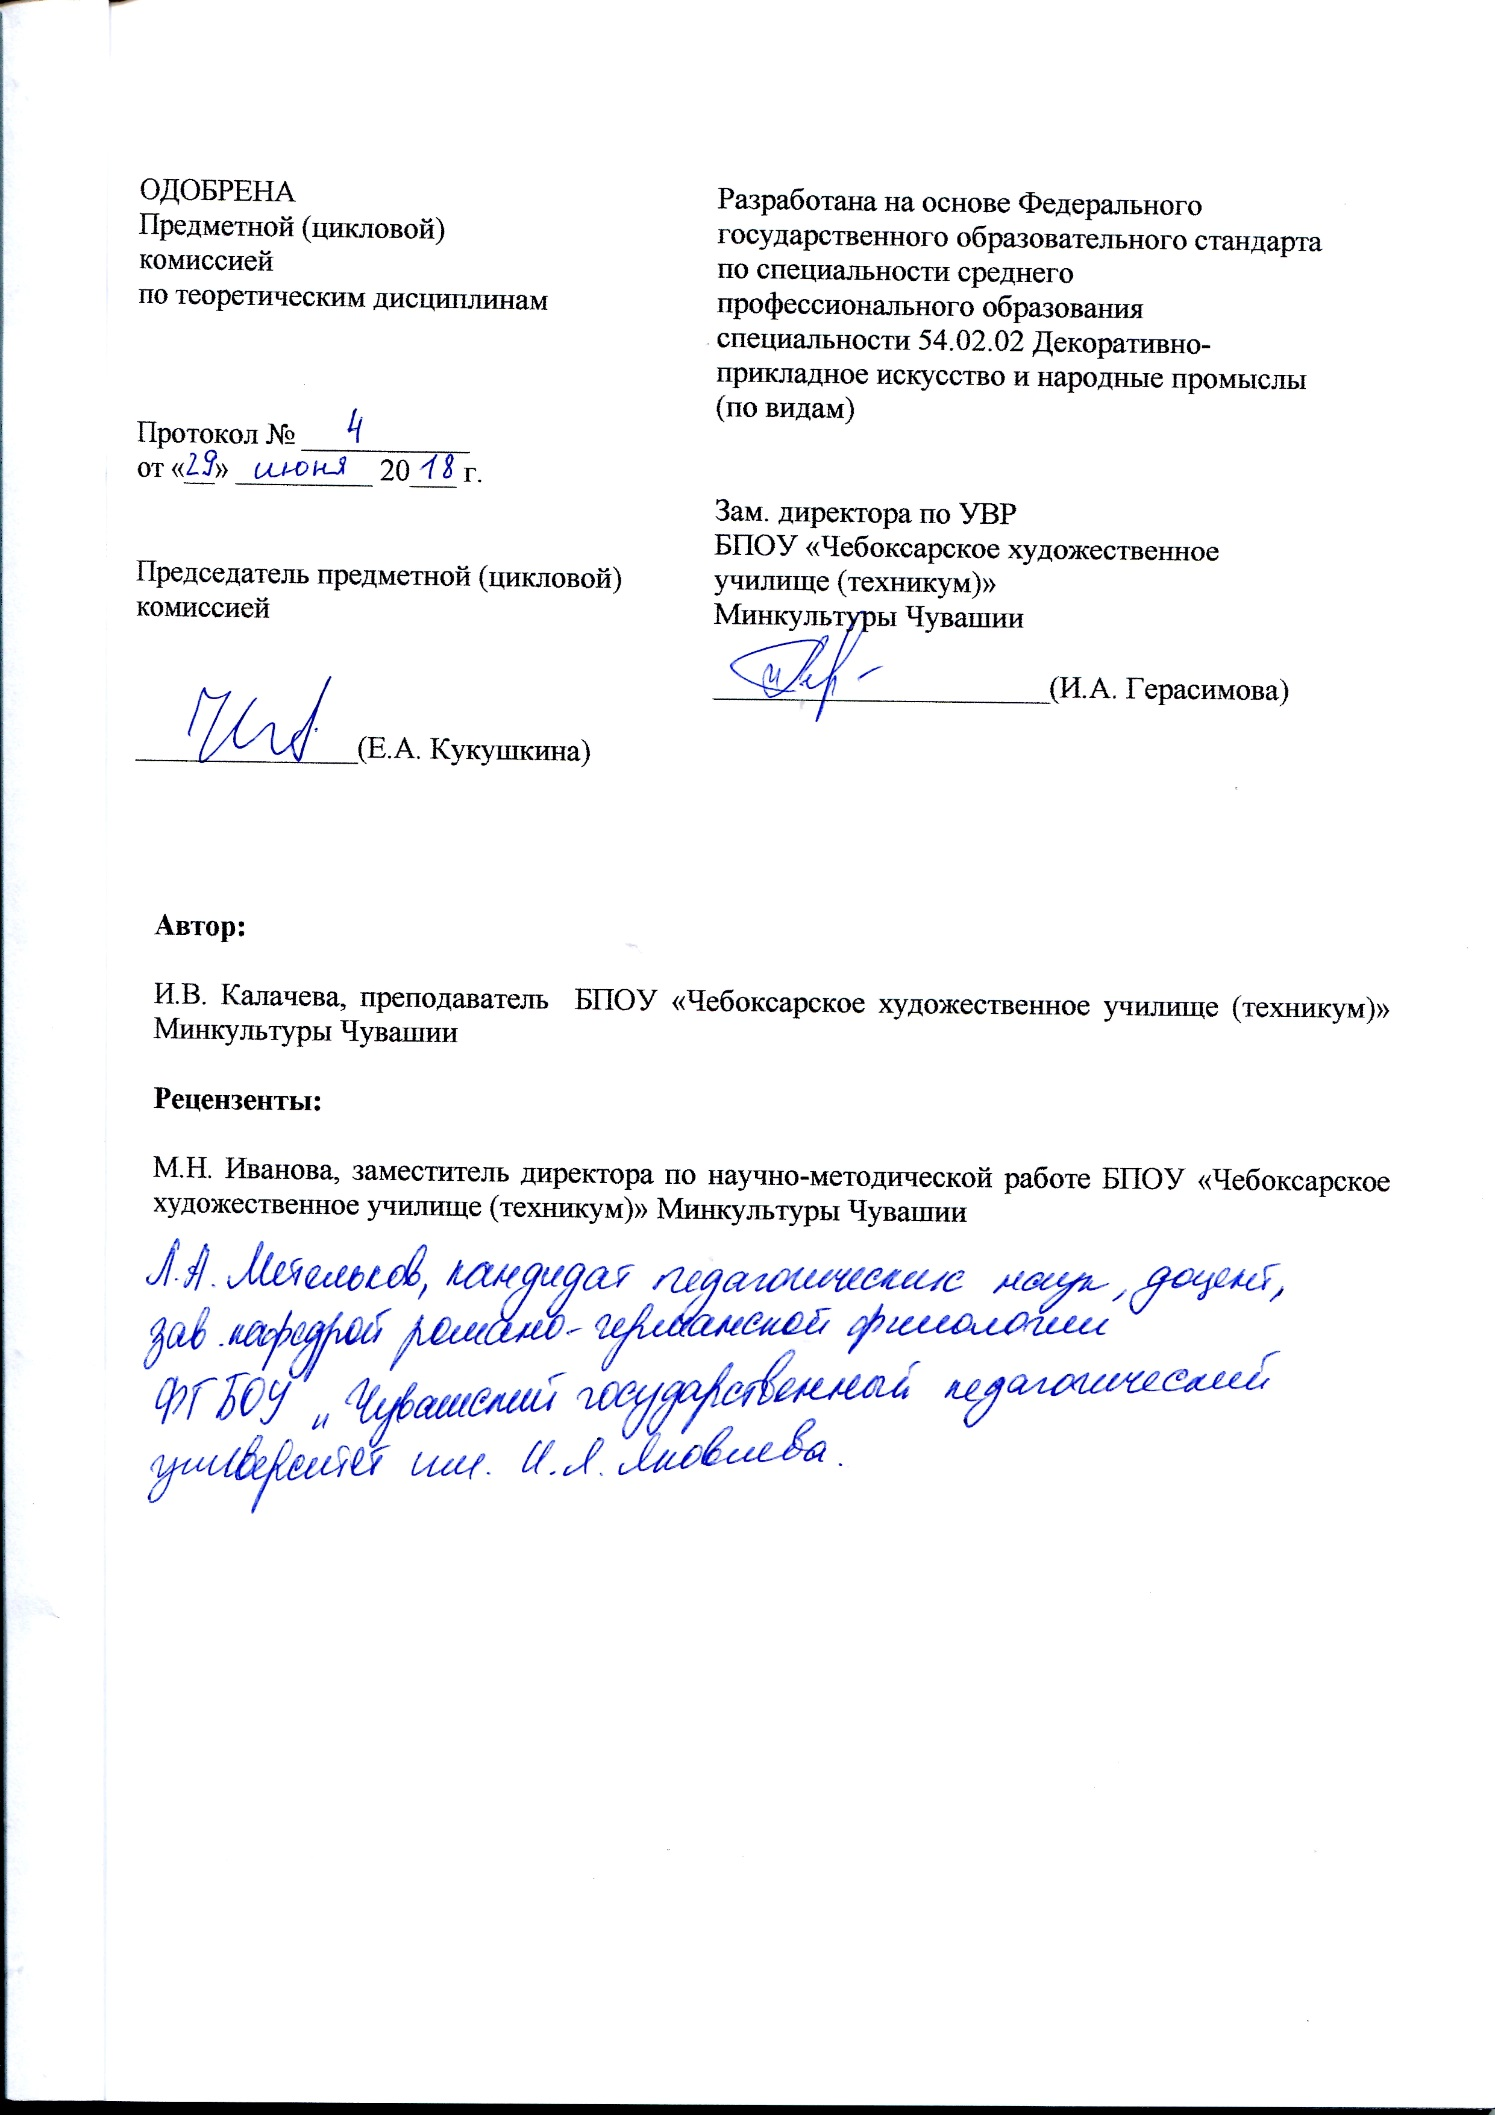 ОДОБРЕНА
Предметной (цикловой)
комиссией
по теоретическим дисциплинам
Протокол № 4
от «29» июня 2018 г.
Председатель предметной (цикловой)
комиссией
(Е.А. Кукушкина)
Разработана на основе Федерального
государственного образовательного стандарта
по специальности среднего
профессионального образования
специальности 54.02.02 Декоративно-
прикладное искусство и народные промыслы
(по видам)
Зам. директора по УВР
БПОУ «Чебоксарское художественное
училище (техникум)»
Минкультуры Чувашии
(И.А. Герасимова)
Автор:
И.В. Калачева, преподаватель БПОУ «Чебоксарское художественное училище (техникум)»
Минкультуры Чувашии
Рецензенты:
М.Н. Иванова, заместитель директора по научно-методической работе БПОУ «Чебоксарское
художественное училище (техникум)» Минкультуры Чувашии
Л.А. Метельков, кандидат педагогических наук, доцент,
зав. кафедрой романо-германской филологии
ФГБОУ „Чувашский государственный педагогический
университет им. И.Я. Яковлева.